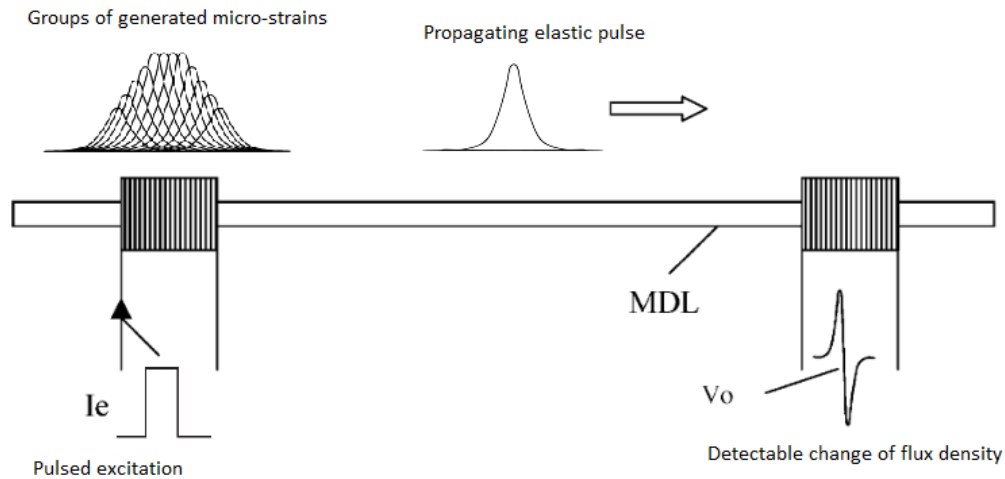 Groups of generated micro-strains
Propagating elastic pulse
MDL
Ie
Vo
Pulsed excitation
Detectable change of flux density